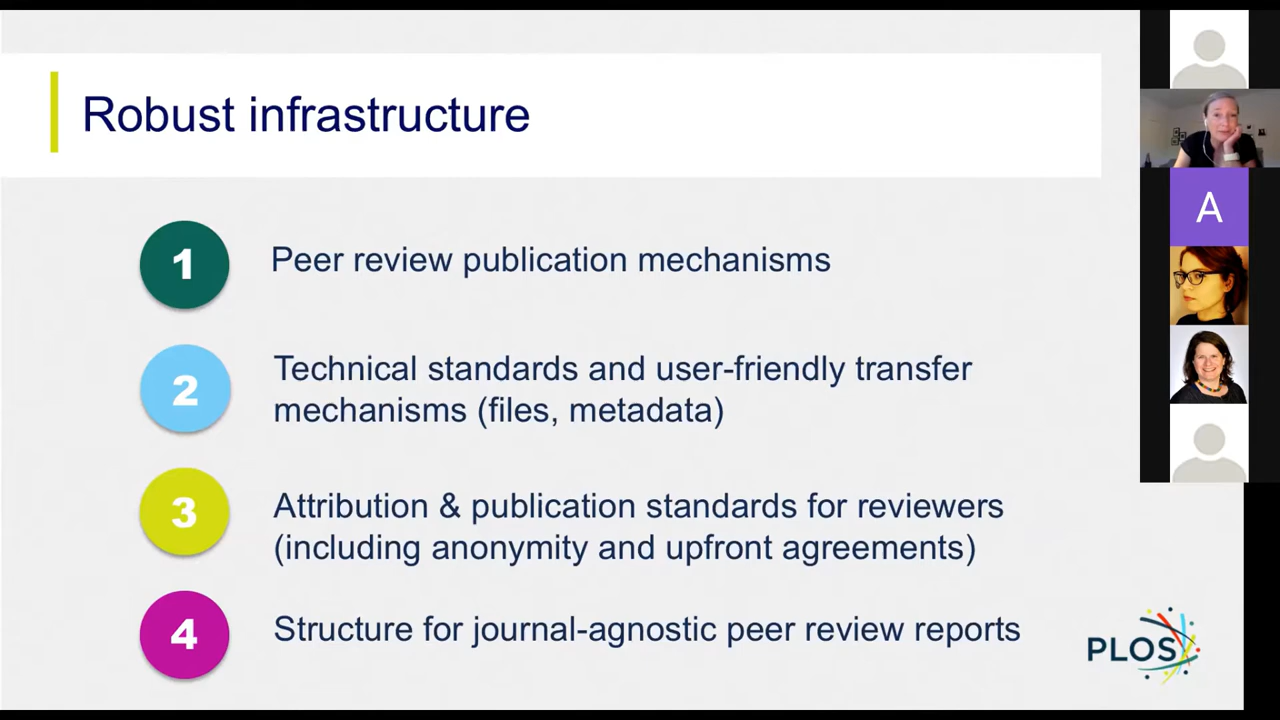 Robust infrastructure
1
Peer review publication mechanisms
2
Technical standards and user-friendly transfer
mechanisms (files, metadata)
3
Attribution & publication standards for reviewers
(including anonymity and upfront agreements)
4
Structure for journal-agnostic peer review reports
PLOS
A